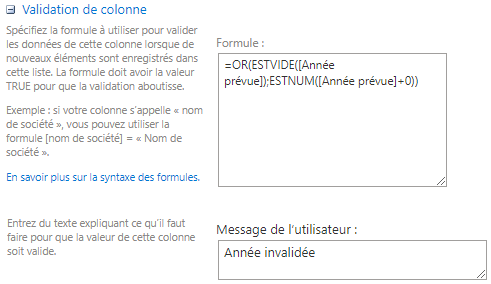 Validation de colonne
Spécifiez la formule à utiliser pour valider
les données de cette colonne lorsque de
nouveaux éléments sont enregistrés dans
cette liste. La formule doit avoir la valeur
TRUE pour que la validation aboutisse.
Exemple : si votre colonne s'appelle « nom
de société », vous pouvez utiliser la
formule [nom de société] = « Nom de
société ».
En savoir plus sur la syntaxe des formules.
Formule :
=OR(ESTVIDE([Année
prévue]);ESTNUM([Année prévue]+0))
Entrez du texte expliquant ce qu'il faut
faire pour que la valeur de cette colonne
soit valide.
Message de l'utilisateur :
Année invalidée